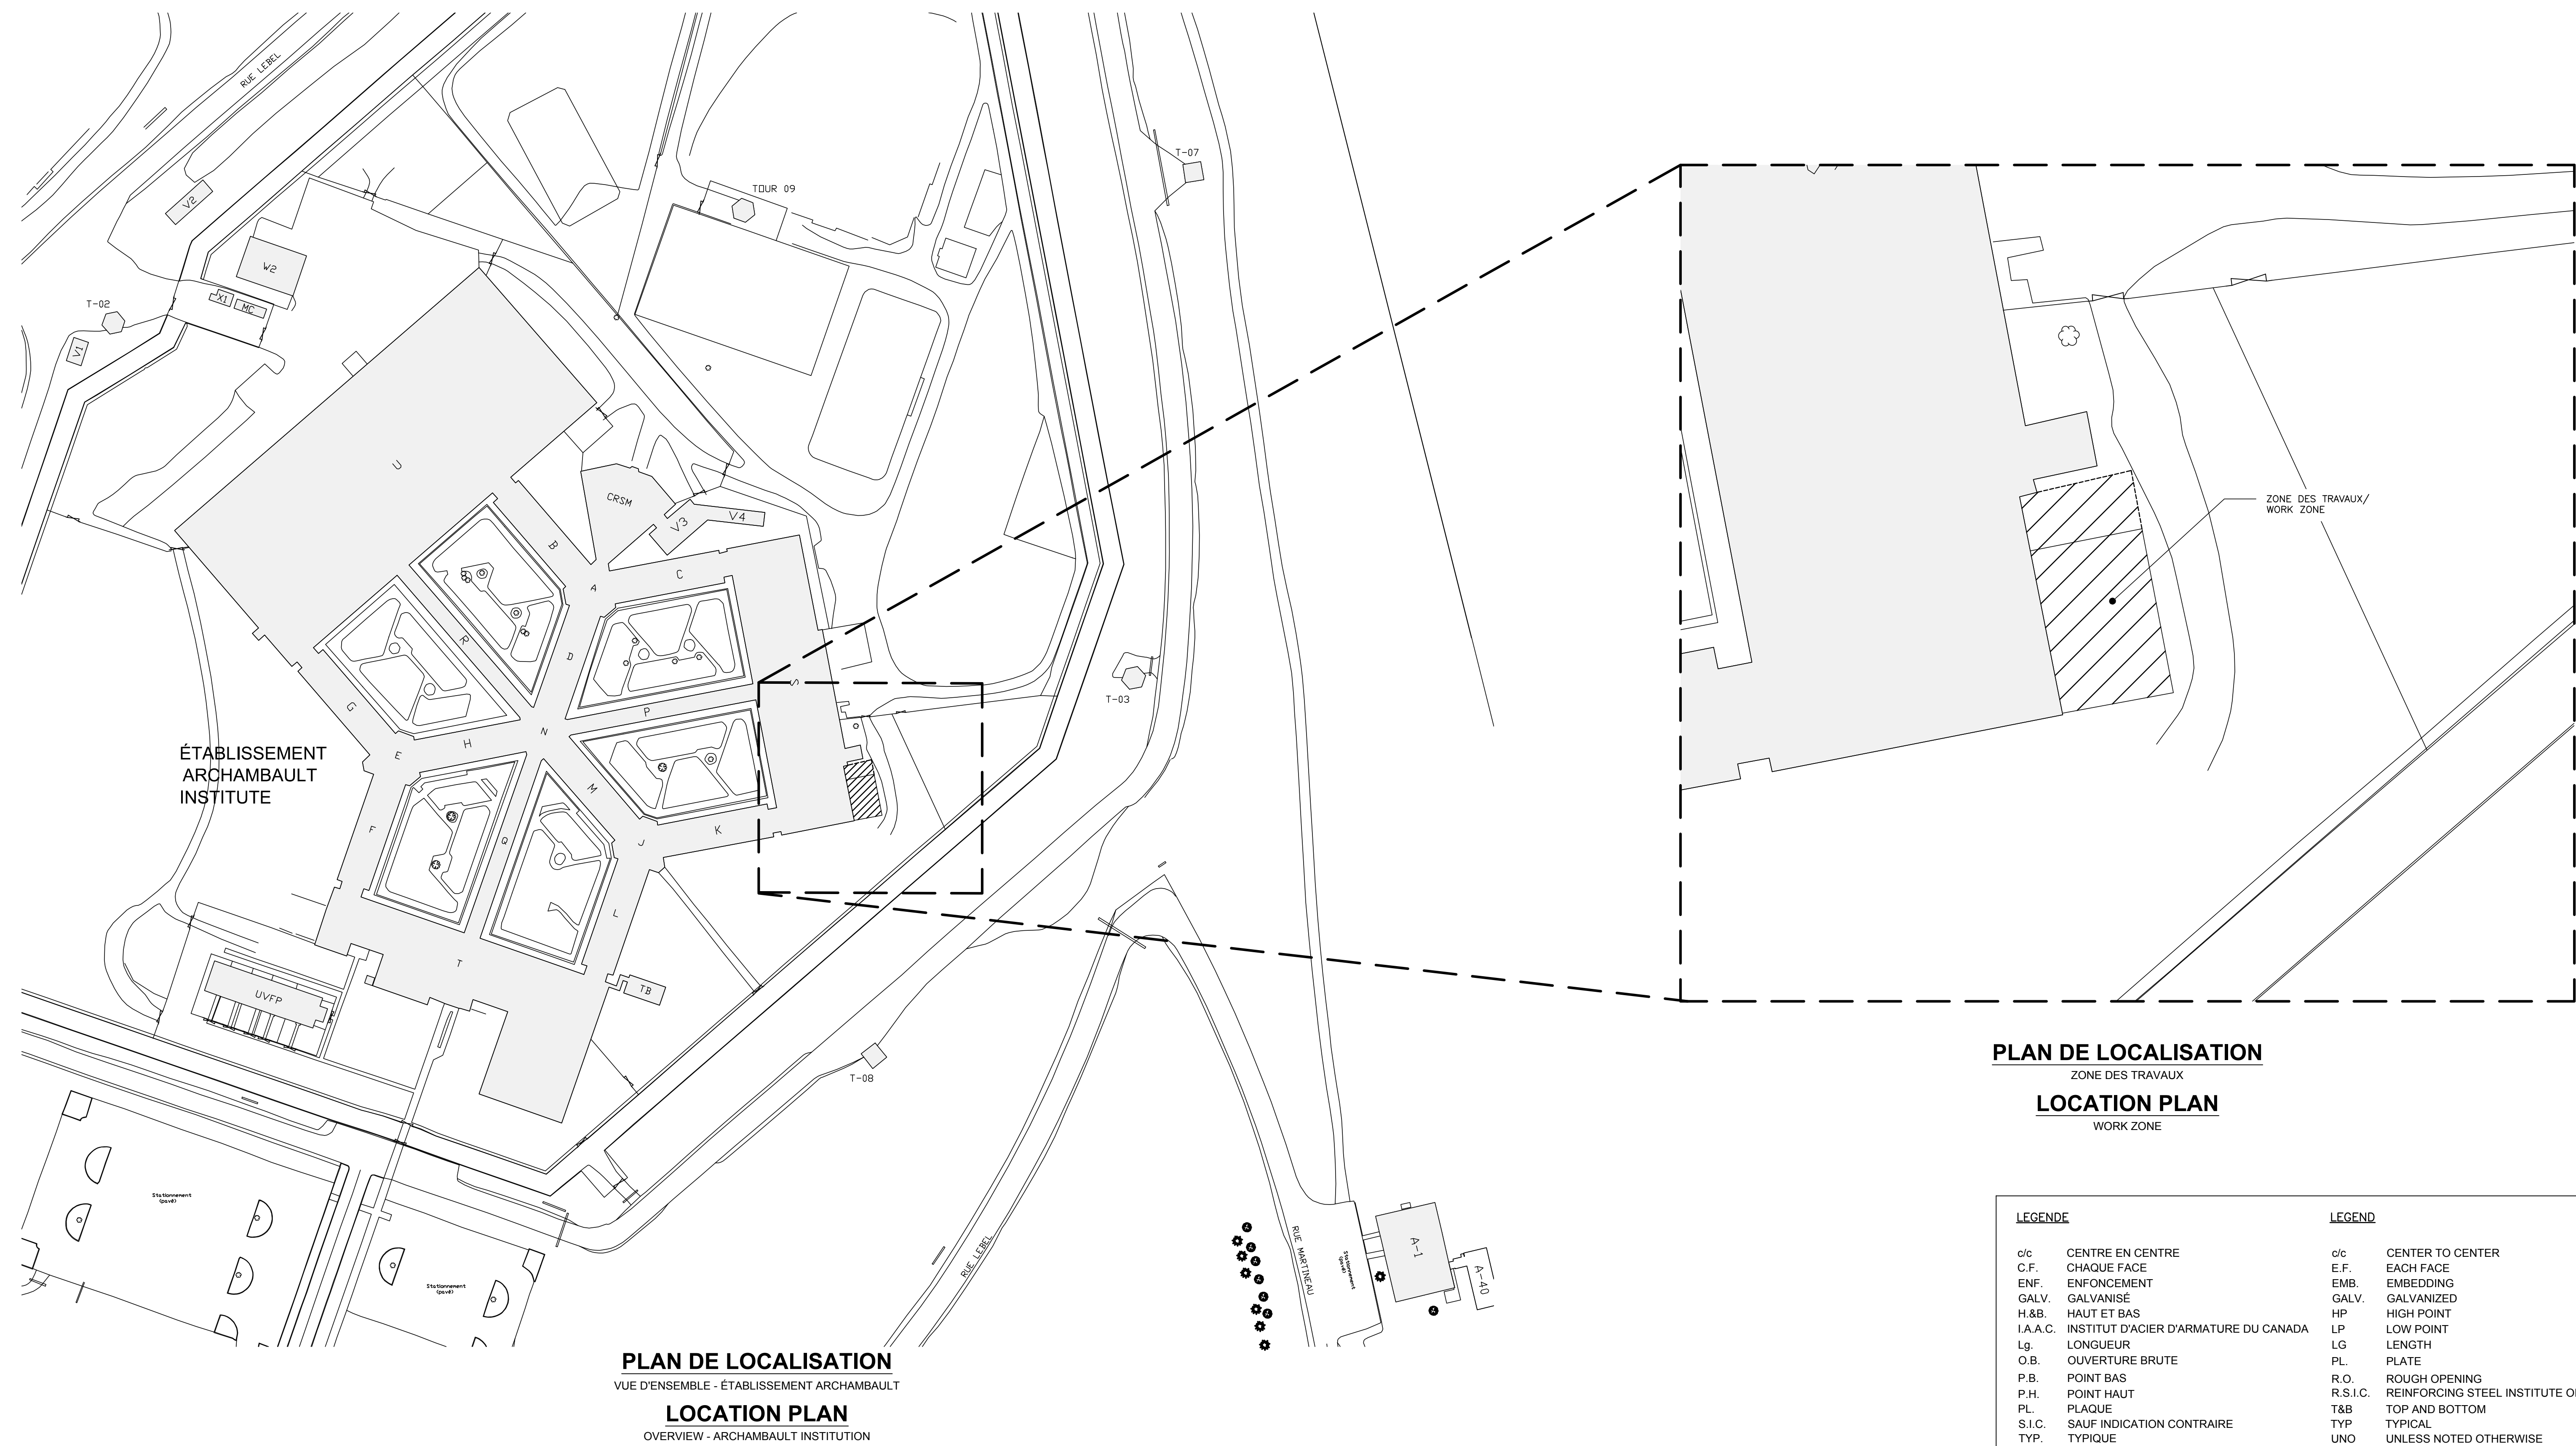 RUE LEBEL
T-07
TOUR 09
V2
W2
X1
MC
T-02
V1
U
CRSM
V3
V4
B
C
A
R
D
S
T-03
G
P
N
H
E
ÉTABLISSEMENT
ARCHAMBAULT
INSTITUTE
M
K
F
Q
J
L
T
UVFP
TB
T-08
Stationnement
(pavé)
Stationnement
(pavé)
RUE LEBEL
RUE MARTINEAU
Stationnement
(pavé)
A-1
A-40
PLAN DE LOCALISATION
VUE D'ENSEMBLE - ÉTABLISSEMENT ARCHAMBAULT
LOCATION PLAN
OVERVIEW - ARCHAMBAULT INSTITUTION
ZONE DES TRAVAUX/
WORK ZONE
PLAN DE LOCALISATION
ZONE DES TRAVAUX
LOCATION PLAN
WORK ZONE
LEGENDE
c/c CENTRE EN CENTRE
C.F. CHAQUE FACE
ENF. ENFONCEMENT
GALV. GALVANISÉ
H.&B. HAUT ET BAS
I.A.A.C. INSTITUT D'ACIER D'ARMATURE DU CANADA
Lg. LONGUEUR
O.B. OUVERTURE BRUTE
P.B. POINT BAS
P.H. POINT HAUT
PL. PLAQUE
S.I.C. SAUF INDICATION CONTRAIRE
TYP. TYPIQUE
LEGEND
c/c CENTER TO CENTER
E.F. EACH FACE
EMB. EMBEDDING
GALV. GALVANIZED
HP HIGH POINT
LP LOW POINT
LG LENGTH
PL. PLATE
R.O. ROUGH OPENING
R.S.I.C. REINFORCING STEEL INSTITUTE O
T&B TOP AND BOTTOM
TYP TYPICAL
UNO UNLESS NOTED OTHERWISE